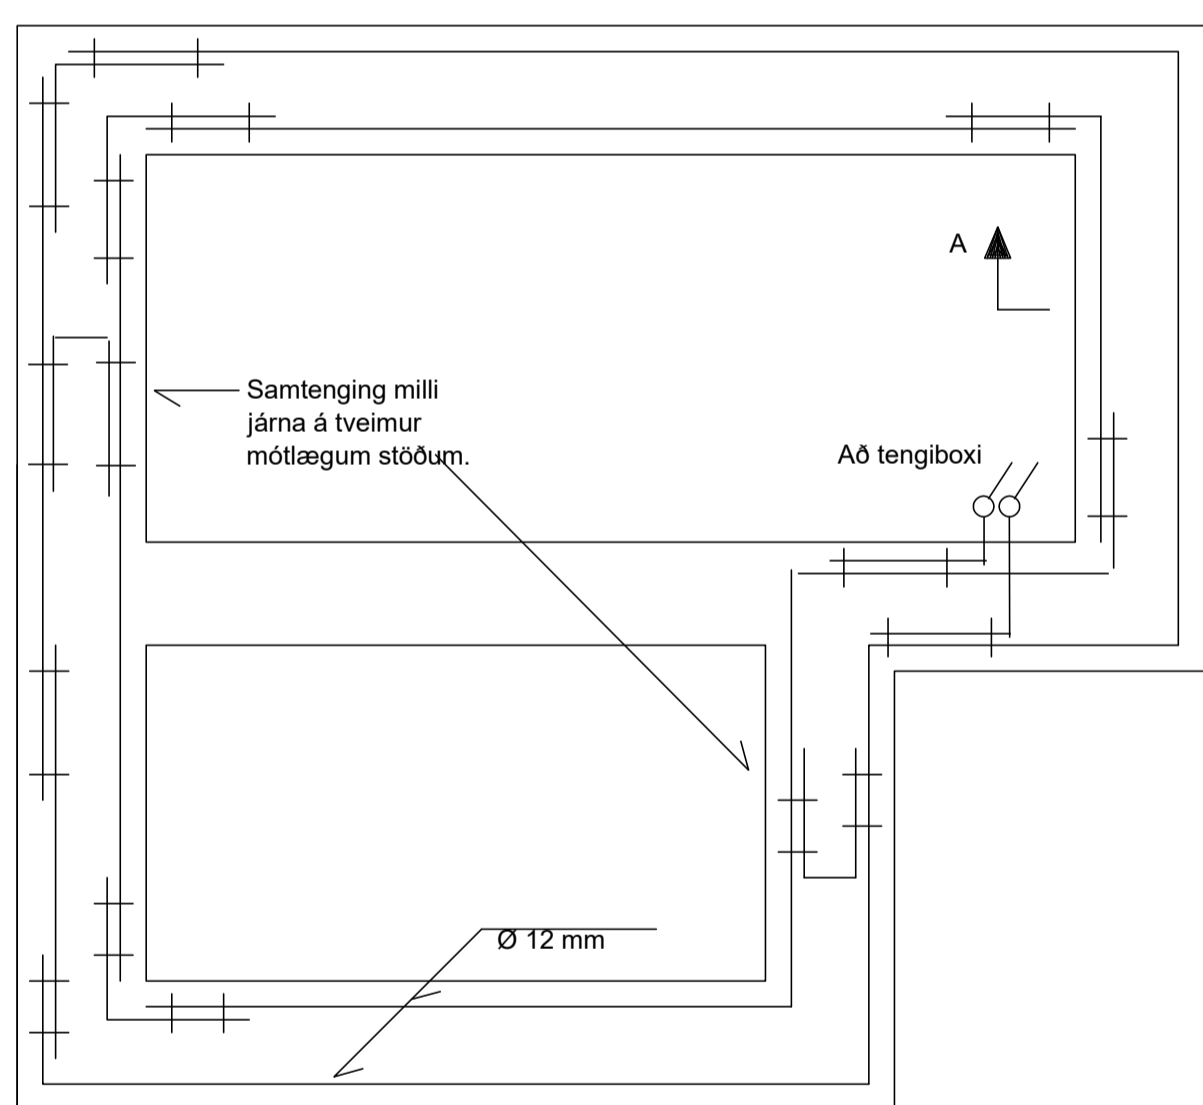 A
Samtenging milli
járna á tveimur
mótlægum stöðum.
Að tengiboxi
Ø 12 mm